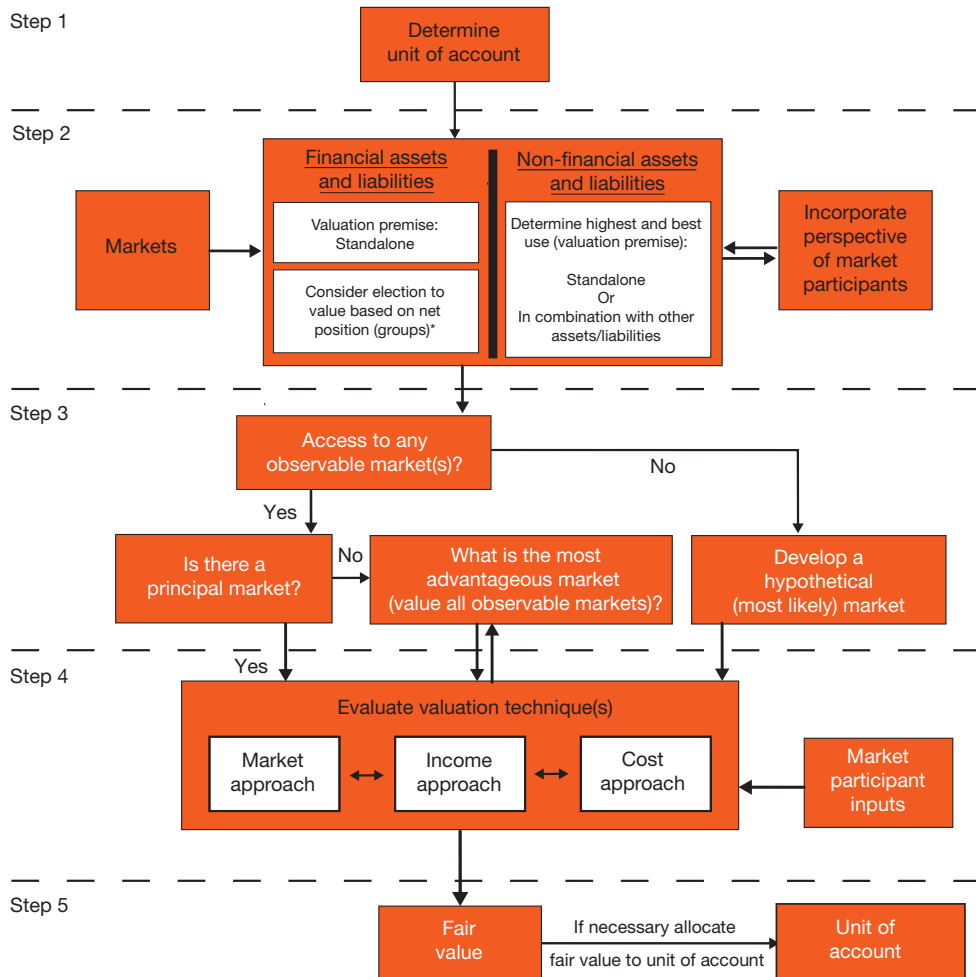 Step 1
Determine
unit of account
Step 2
Markets
Financial assets
and liabilities
Valuation premise:
Standalone
Consider election to
value based on net
position (groups)*
Non-financial assets
and liabilities
Determine highest and best
use (valuation premise):
Standalone
Or
In combination with other
assets/liabilities
Incorporate
perspective
of market
participants
Step 3
Access to any
observable market(s)?
No
Yes
Is there a
principal market?
No
What is the most
advantageous market
(value all observable markets)?
Develop a
hypothetical
(most likely) market
Yes
Step 4
Evaluate valuation technique(s)
Market
approach
Income
approach
Cost
approach
Market
participant
inputs
Step 5
Fair
value
If necessary allocate
fair value to unit of account
Unit of
account